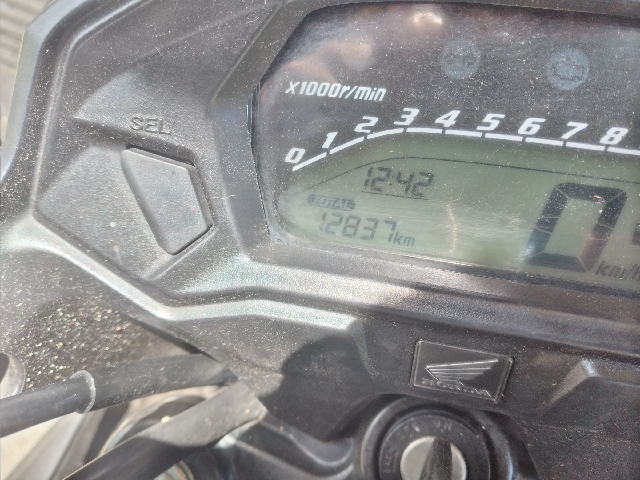 x1000r/min
SEL
0 1 2 3 4 5 6 7 8
12:42
TOTAL
12837km
0
km/h
HONDA